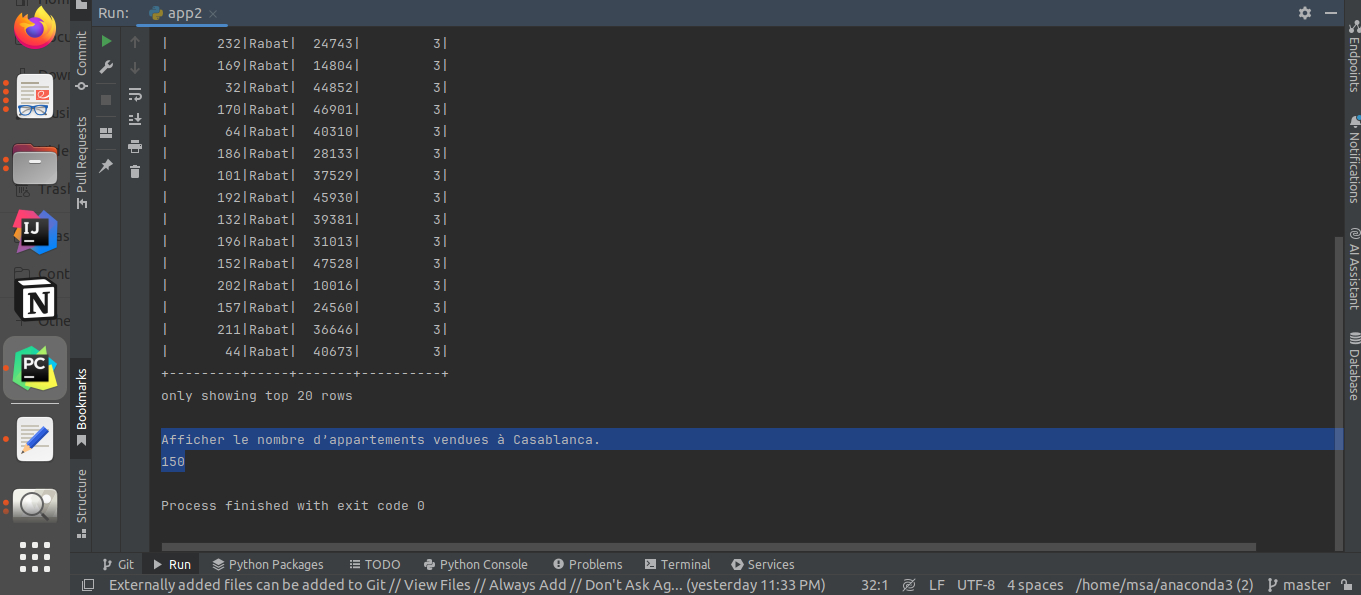 Run: app2
| 232|Rabat| 24743| 3|
| 169|Rabat| 14804| 3|
| 32|Rabat| 44852| 3|
| 170|Rabat| 46901| 3|
| 64|Rabat| 40310| 3|
| 186|Rabat| 28133| 3|
| 101|Rabat| 37529| 3|
| 192|Rabat| 45930| 3|
| 132|Rabat| 39381| 3|
| 196|Rabat| 31013| 3|
| 152|Rabat| 47528| 3|
| 202|Rabat| 10016| 3|
| 157|Rabat| 24560| 3|
| 211|Rabat| 36646| 3|
| 44|Rabat| 40673| 3|
+---------+-----+-------+----------+
only showing top 20 rows
Afficher le nombre d'appartements vendues à Casablanca.
150
Process finished with exit code 0
Commit
Pull Requests
Bookmarks
Structure
Endpoints
Notifications
AI Assistant
Database
IJ
N
PC
Git Run Python Packages TODO Python Console Problems Terminal Services
Externally added files can be added to Git // View Files // Always Add // Don't Ask Ag... (yesterday 11:33 PM) 32:1 LF UTF-8 4 spaces /home/msa/anaconda3 (2) master